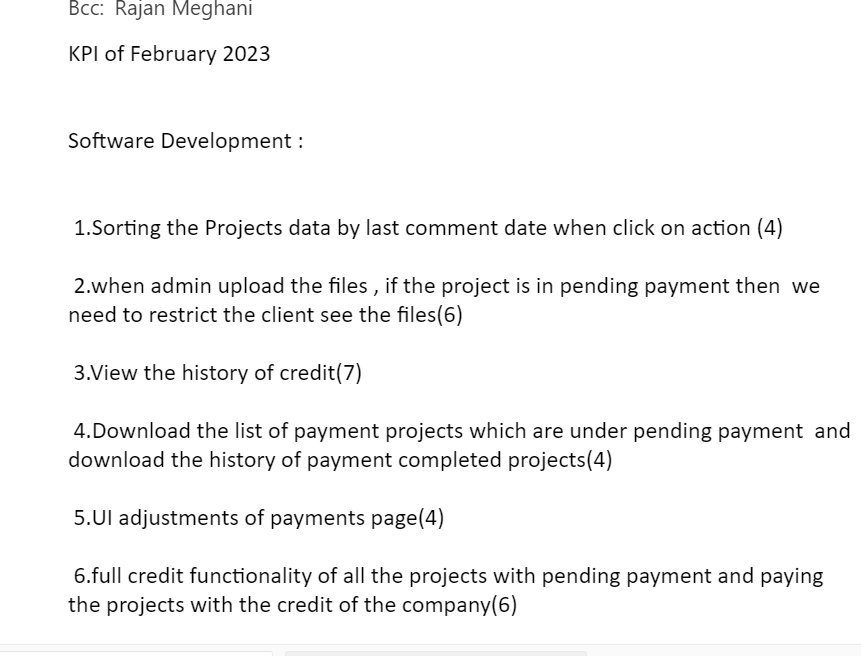 Bcc: Rajan Meghani
KPI of February 2023
Software Development :
1.Sorting the Projects data by last comment date when click on action (4)
2.when admin upload the files , if the project is in pending payment then  we
need to restrict the client see the files(6)
3.View the history of credit(7)
4.Download the list of payment projects which are under pending payment  and
download the history of payment completed projects(4)
5.UI adjustments of payments page(4)
6.full credit functionality of all the projects with pending payment and paying
the projects with the credit of the company(6)